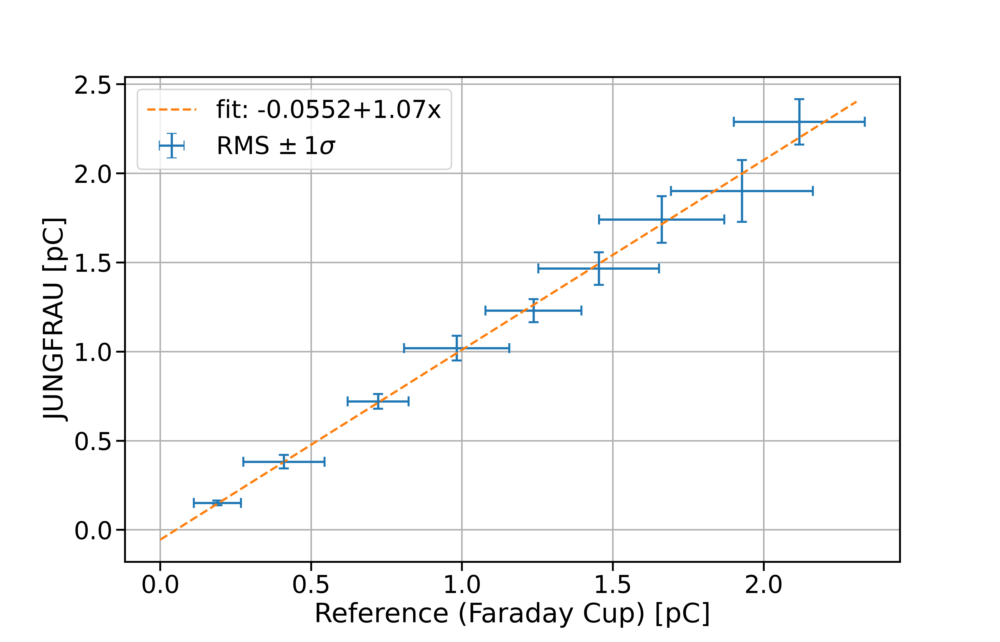 2.5
2.0
1.5
1.0
0.5
0.0
JUNGFRAU [pC]
fit: -0.0552+1.07x
RMS ± 1σ
0.0 0.5 1.0 1.5 2.0
Reference (Faraday Cup) [pC]